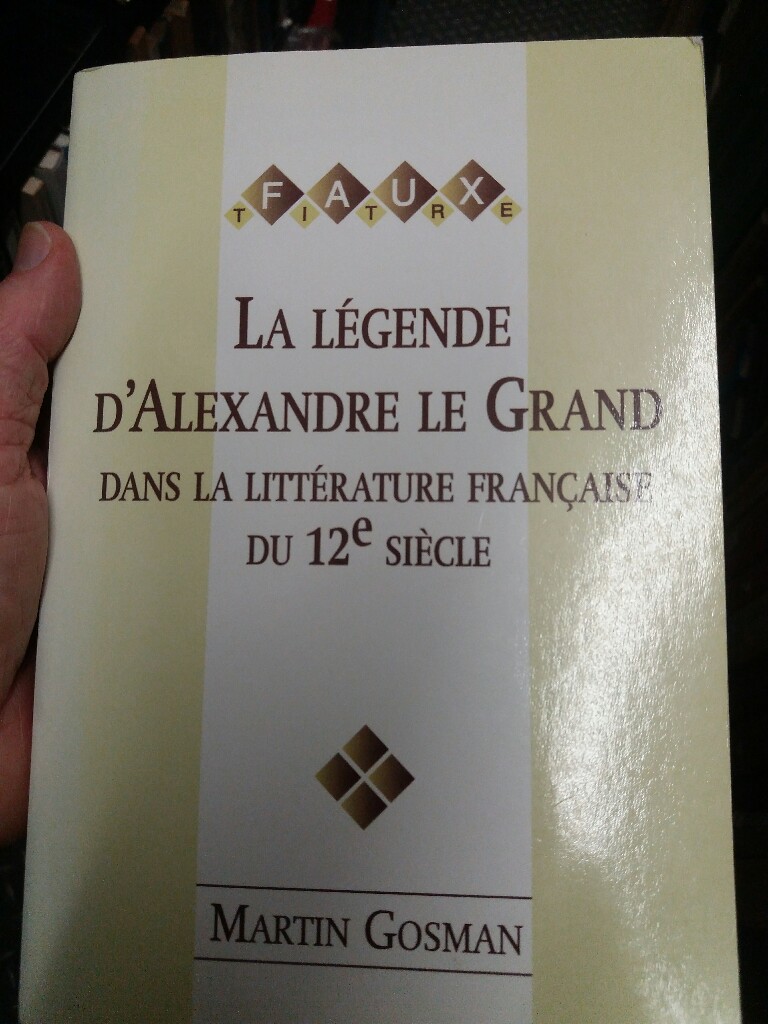 FAUX
TITRE
LA LÉGENDE
D'ALEXANDRE LE GRAND
DANS LA LITTÉRATURE FRANÇAISE
DU 12e SIÈCLE
MARTIN GOSMAN